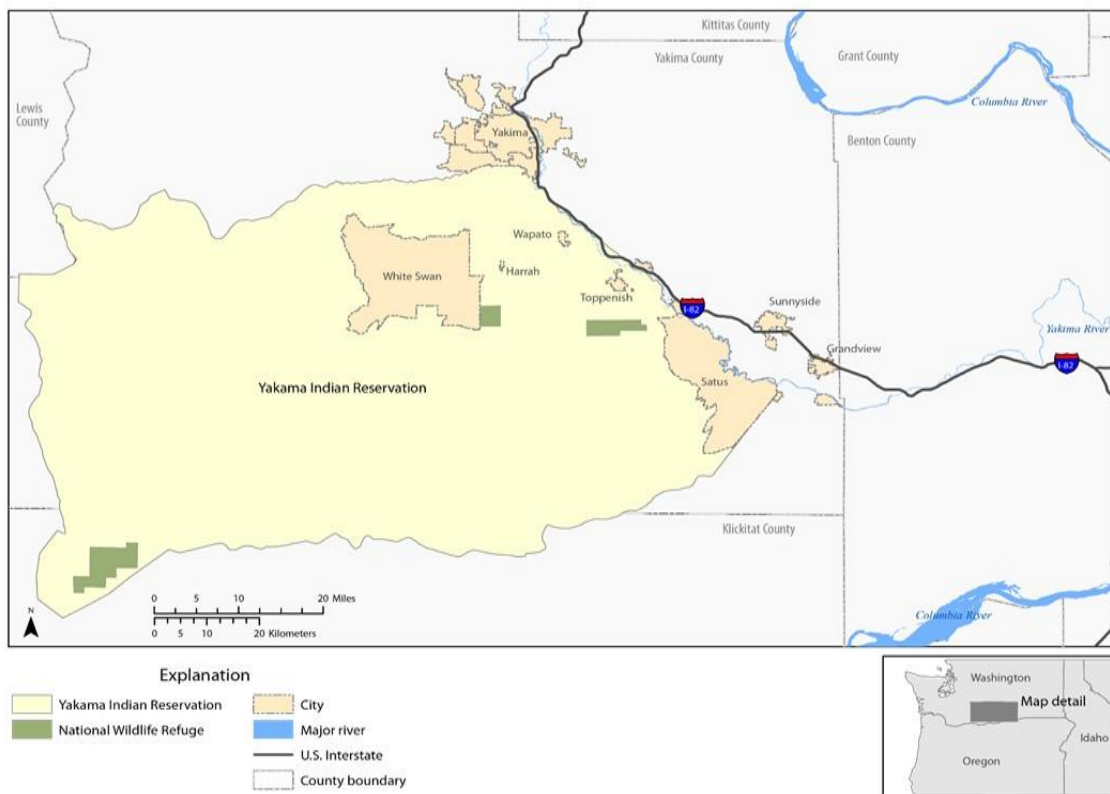 Kittitas County
Yakima County
Grant County
Lewis
County
Columbia River
Yakima
Benton County
Wapato
White Swan
Harrah
Toppenish
I-82
Sunnyside
Yakima River
Grandview
I-82
Satus
Yakama Indian Reservation
Klickitat County
0 5 10 20 Miles
N
0 5 10 20 Kilometers
Columbia River
Explanation
Yakama Indian Reservation
National Wildlife Refuge
City
Major river
U.S. Interstate
County boundary
Washington
Map detail
Idaho
Oregon